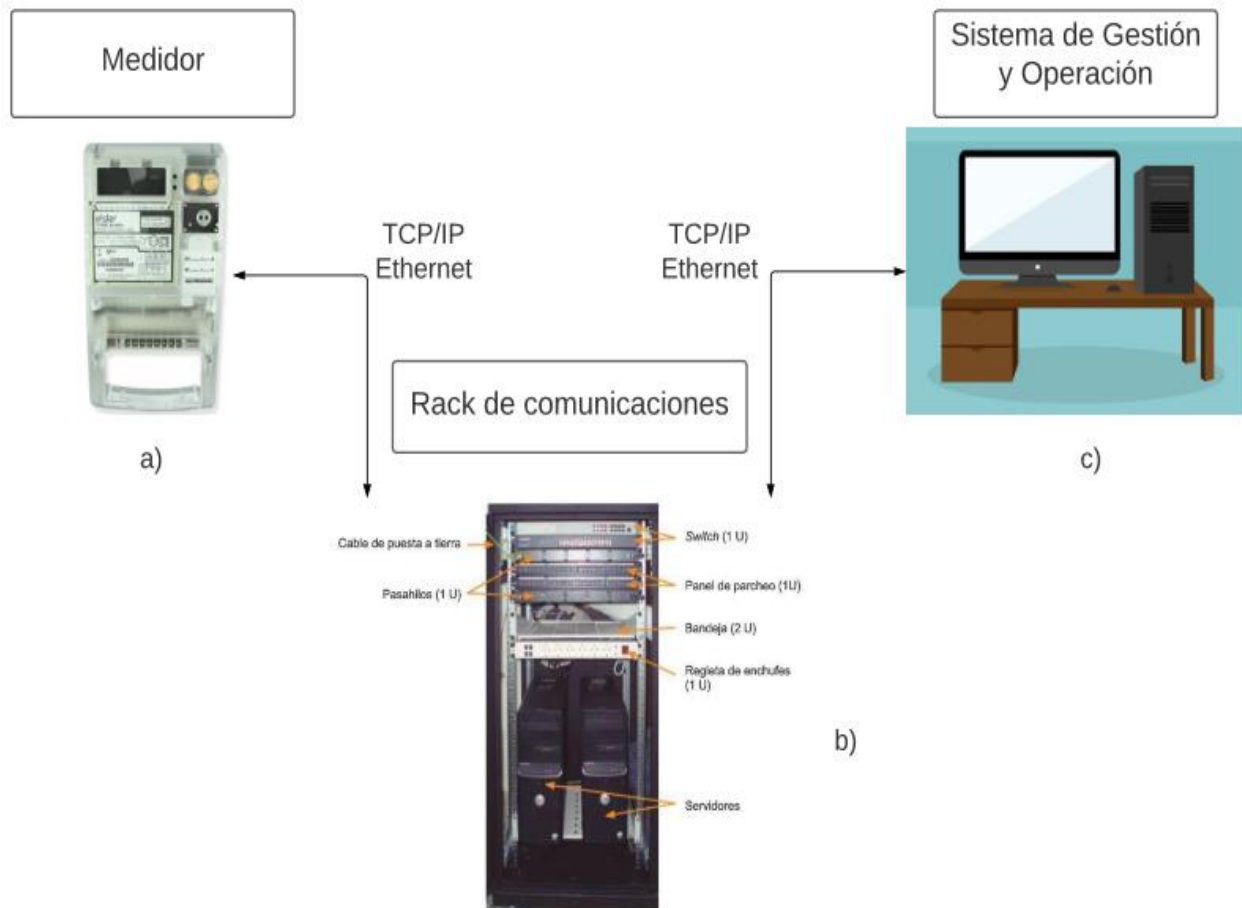 Medidor
Sistema de Gestión
y Operación
TCP/IP
Ethernet
TCP/IP
Ethernet
Rack de comunicaciones
a)
c)
Cable de puesta a tierra
Switch (1 U)
Pasahilos (1 U)
Panel de parcheo (1U)
Bandeja (2 U)
Regleta de enchufes
(1 U)
b)
Servidores